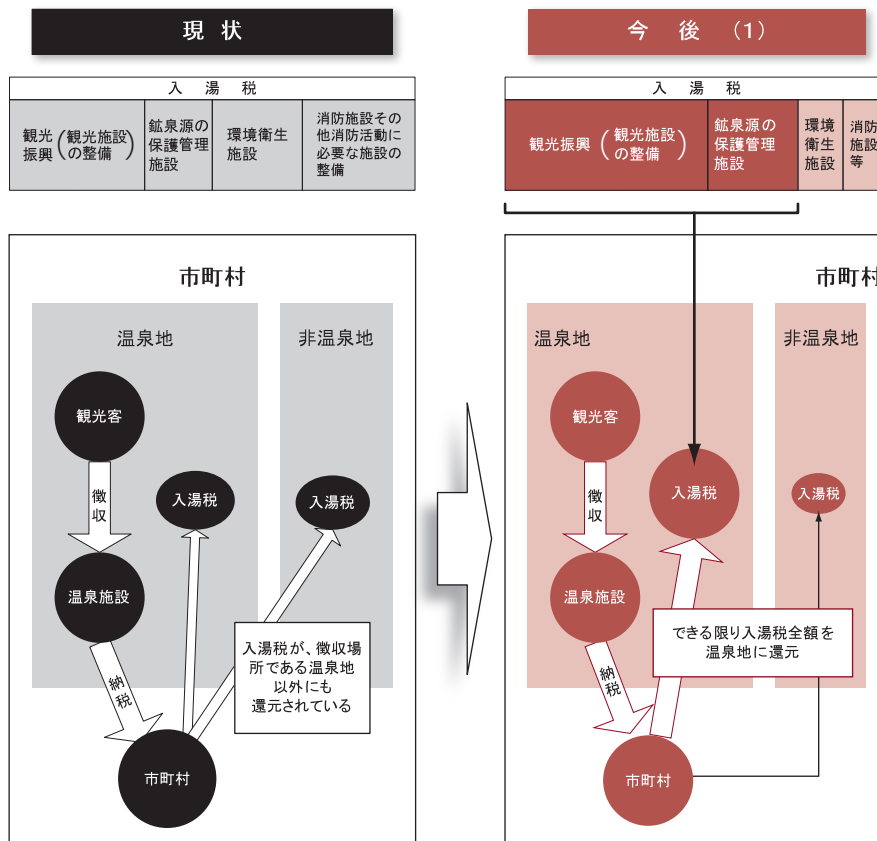 現状
入湯税
観光
振興
(観光施設
の整備)
鉱泉源の
保護管理
施設
環境衛生
施設
消防施設その
他消防活動に
必要な施設の
整備
市町村
温泉地
非温泉地
観光客
徴収
入湯税
入湯税
温泉施設
入湯税が、徴収場
所である温泉地
以外にも
還元されている
納税
市町村
今後(1)
入湯税
観光振興
(観光施設
の整備)
鉱泉源の
保護管理
施設
環境
衛生
施設
消防
施設
等
市町村
温泉地
非温泉地
観光客
徴収
入湯税
入湯税
温泉施設
できる限り入湯税全額を
温泉地に還元
納税
市町村